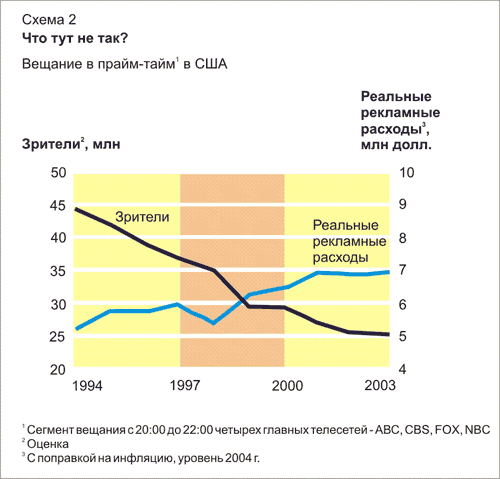 Схема 2
Что тут не так?
Вещание в прайм-тайм¹ в США
Реальные
рекламные
расходы³,
млн долл.
Зрители², млн
50
45
40
35
30
25
20
10
9
8
7
6
5
4
Зрители
Реальные
рекламные
расходы
1994
1997
2000
2003
¹ Сегмент вещания с 20:00 до 22:00 четырех главных телесетей - ABC, CBS, FOX, NBC
² Оценка
³ С поправкой на инфляцию, уровень 2004 г.